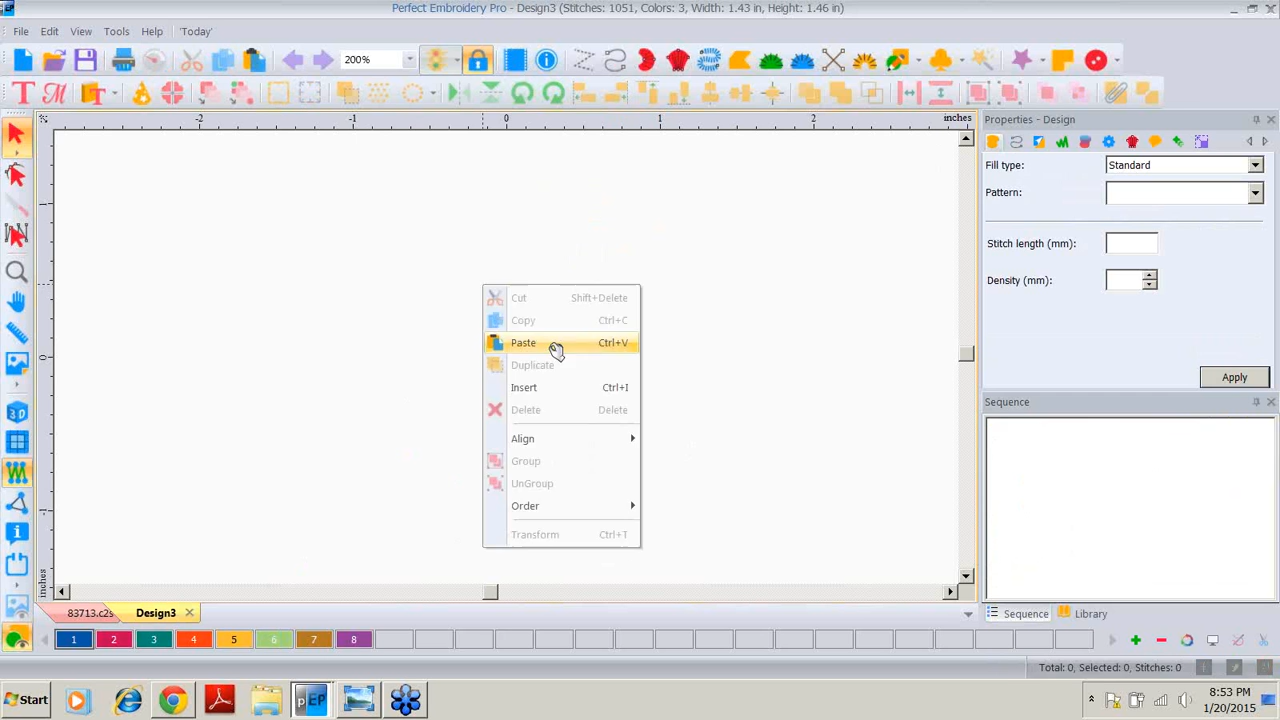 Perfect Embroidery Pro - Design3 (Stitches: 1051, Colors: 3, Width: 1.43 in, Height: 1.46 in)
File Edit View Tools Help 'Today'
200%
-2 -1 0 1 2 inches
0
-1
inches
Cut Shift+Delete
Copy Ctrl+C
Paste Ctrl+V
Duplicate
Insert Ctrl+I
Delete Delete
Align
Group
UnGroup
Order
Transform Ctrl+T
Properties - Design
Fill type: Standard
Pattern:
Stitch length (mm):
Density (mm):
Apply
Sequence
Sequence Library
83713.c2s Design3
1 2 3 4 5 6 7 8
Total: 0, Selected: 0, Stitches: 0
Start pEP 8:53 PM
1/20/2015